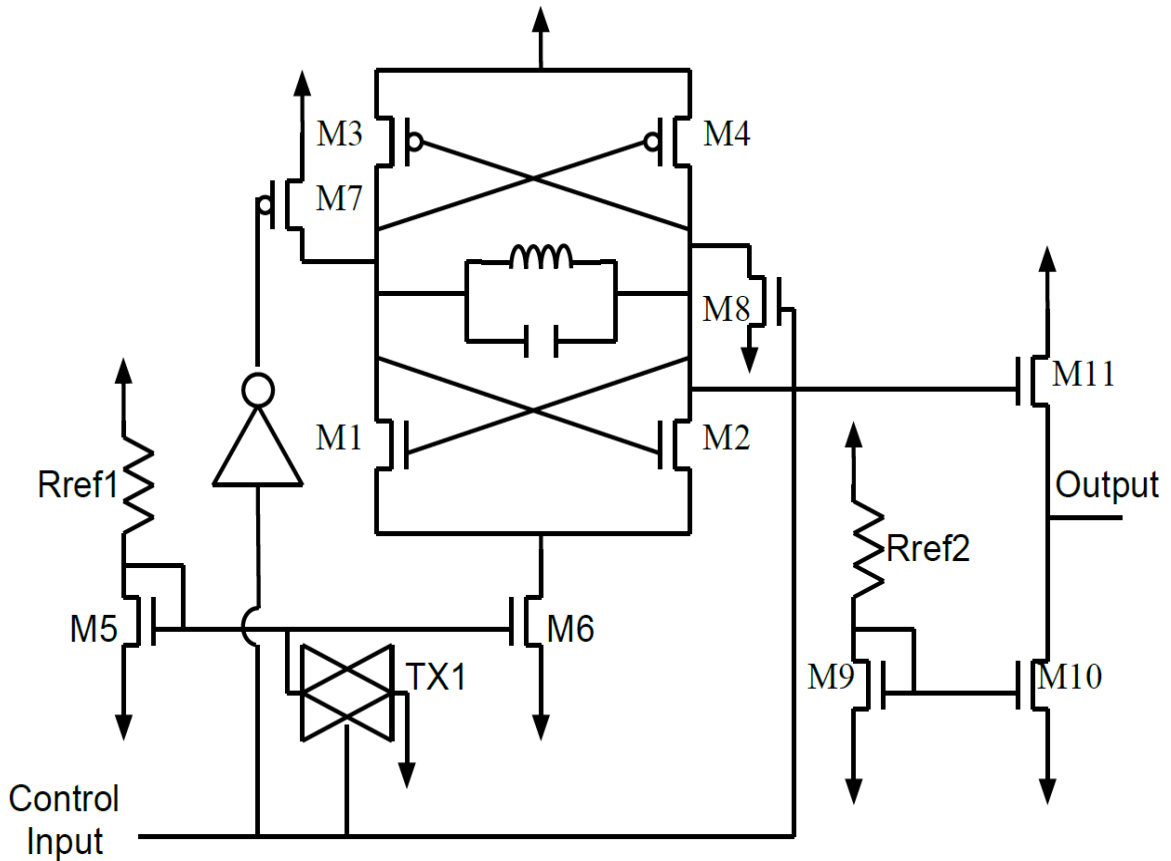 M3
M4
M7
M8
M11
M1
M2
Rref1
Output
Rref2
M5
M6
TX1
M9
M10
Control
Input